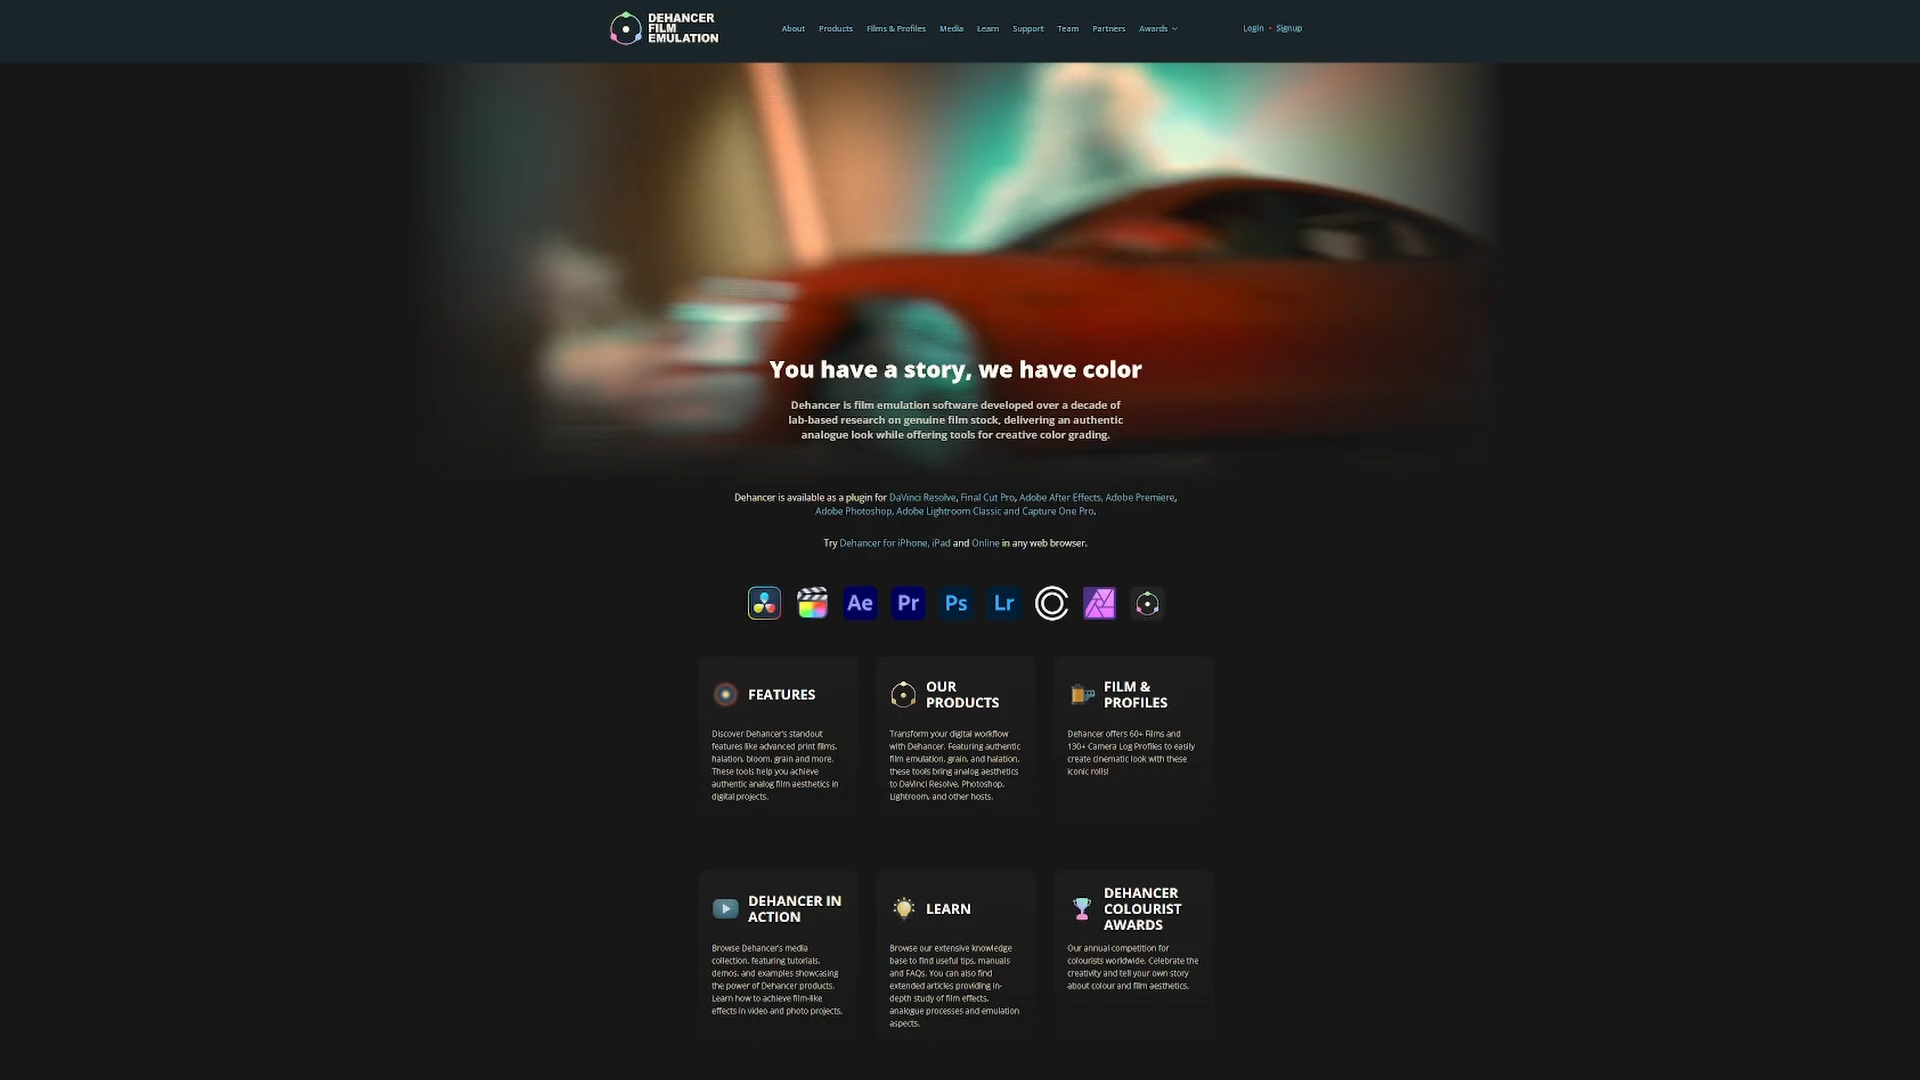 DEHANCER
FILM
EMULATION
About Products Films & Profiles Media Learn Support Team Partners Awards
Login • Signup
You have a story, we have color
Dehancer is film emulation software developed over a decade of
lab-based research on genuine film stock, delivering an authentic
analogue look while offering tools for creative color grading.
Dehancer is available as a plugin for DaVinci Resolve, Final Cut Pro, Adobe After Effects, Adobe Premiere,
Adobe Photoshop, Adobe Lightroom Classic and Capture One Pro.
Try Dehancer for iPhone, iPad and Online in any web browser.
Ae Pr Ps Lr
FEATURES
Discover Dehancer's standout
features like advanced print films,
halation, bloom, grain and more.
These tools help you achieve
authentic analog film aesthetics in
digital projects.
OUR
PRODUCTS
Transform your digital workflow
with Dehancer. Featuring authentic
film emulation, grain, and halation,
these tools bring analog aesthetics
to DaVinci Resolve, Photoshop,
Lightroom, and other hosts.
FILM &
PROFILES
Dehancer offers 60+ Films and
130+ Camera Log Profiles to easily
create cinematic look with these
iconic rolls!
DEHANCER IN
ACTION
Browse Dehancer's media
collection, featuring tutorials,
demos, and examples showcasing
the power of Dehancer products.
Learn how to achieve film-like
effects in video and photo projects.
LEARN
Browse our extensive knowledge
base to find useful tips, manuals
and FAQs. You can also find
extended articles providing in-
depth study of film effects,
analogue processes and emulation
aspects.
DEHANCER
COLOURIST
AWARDS
Our annual competition for
colourists worldwide. Celebrate the
creativity and tell your own story
about colour and film aesthetics.